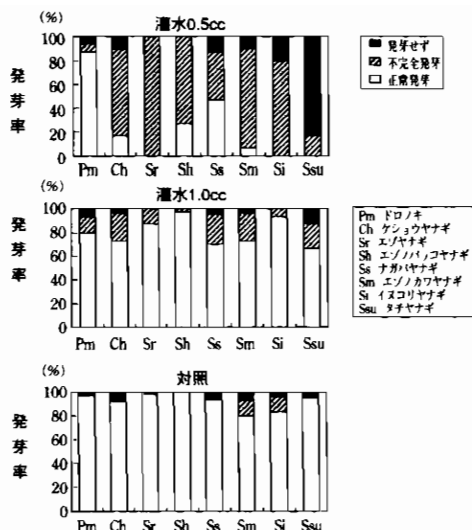 灌水0.5cc
(%)
発芽率
100
80
60
40
20
0
Pm Ch Sr Sh Ss Sm Si Ssu
発芽せず
不完全発芽
正常発芽
灌水1.0cc
(%)
発芽率
100
80
60
40
20
0
Pm Ch Sr Sh Ss Sm Si Ssu
Pm ドロノキ
Ch ケショウヤナギ
Sr エゾヤナギ
Sh エゾノバッコヤナギ
Ss ナガバヤナギ
Sm エゾノカワヤナギ
Si イヌコリヤナギ
Ssu タチヤナギ
対照
(%)
発芽率
100
80
60
40
20
0
Pm Ch Sr Sh Ss Sm Si Ssu